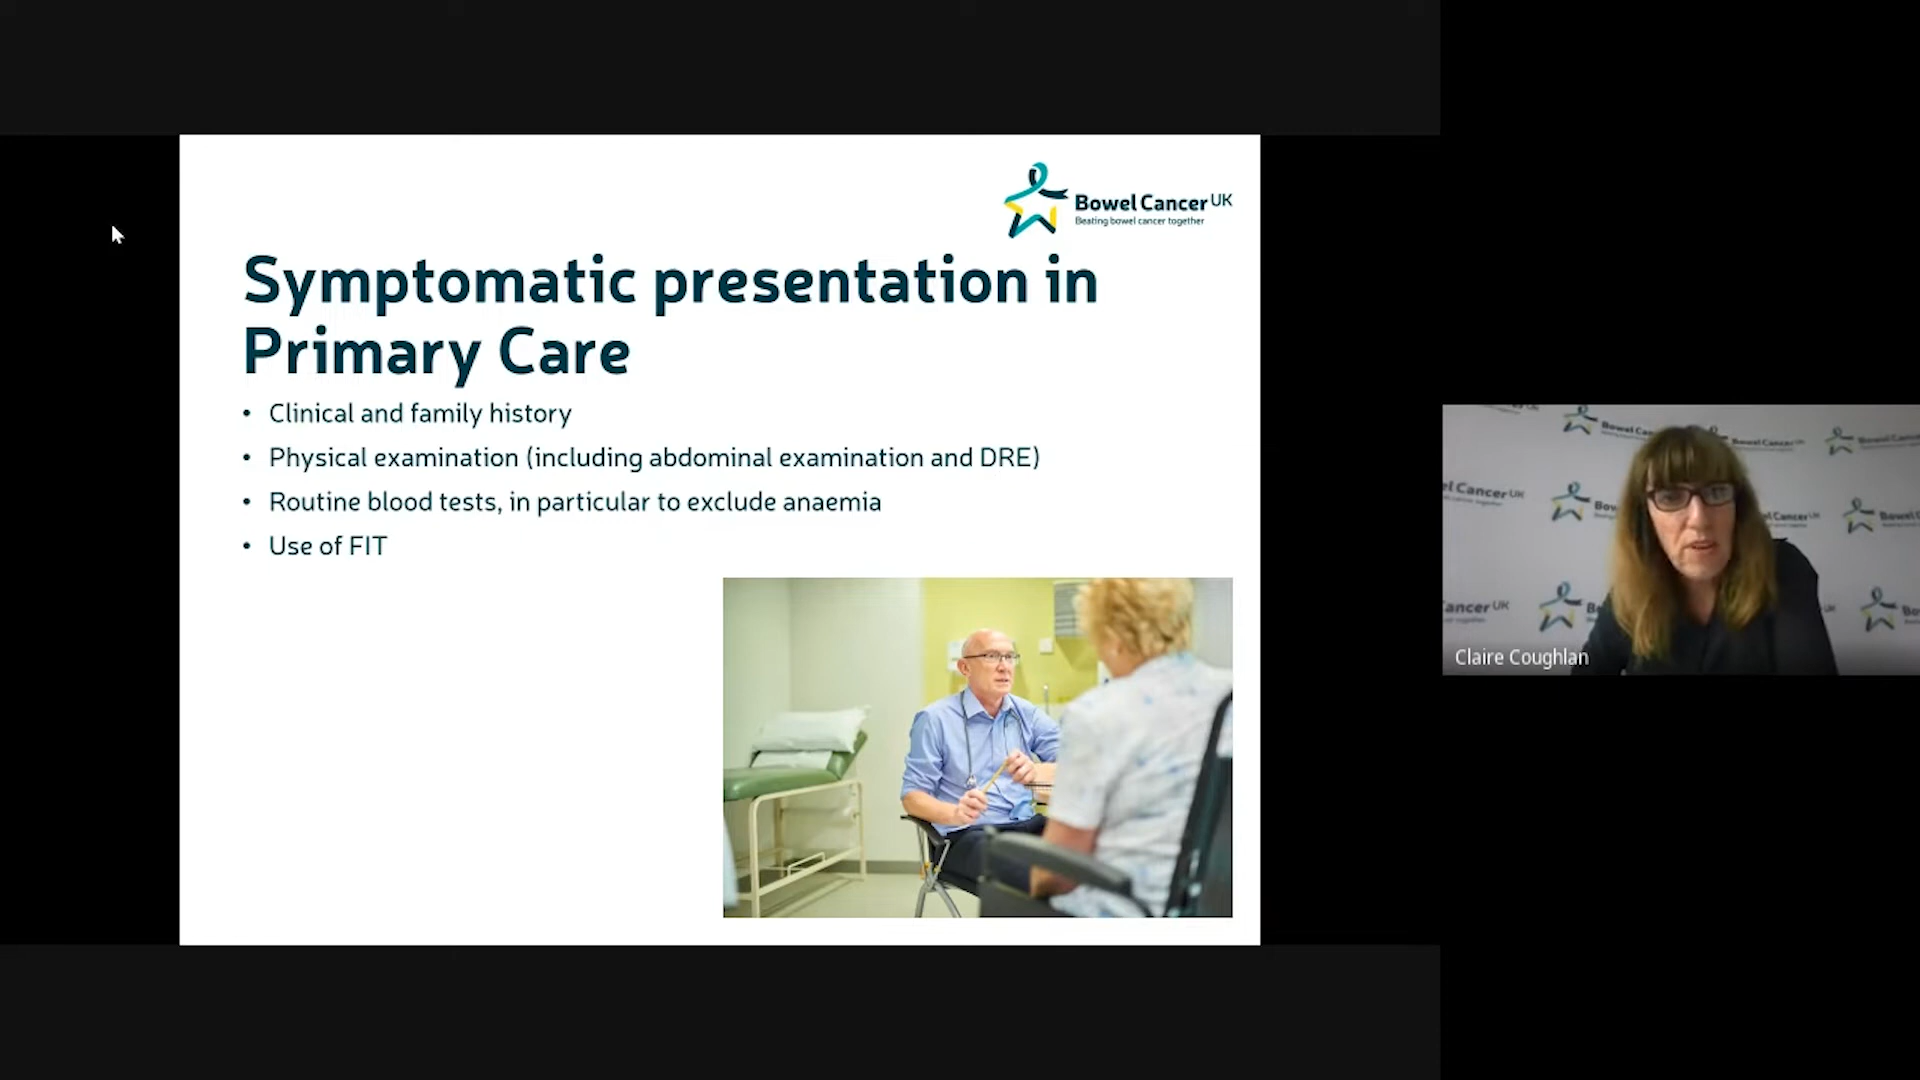 Bowel Cancer UK
Beating bowel cancer together
Symptomatic presentation in
Primary Care
• Clinical and family history
• Physical examination (including abdominal examination and DRE)
• Routine blood tests, in particular to exclude anaemia
• Use of FIT
Claire Coughlan